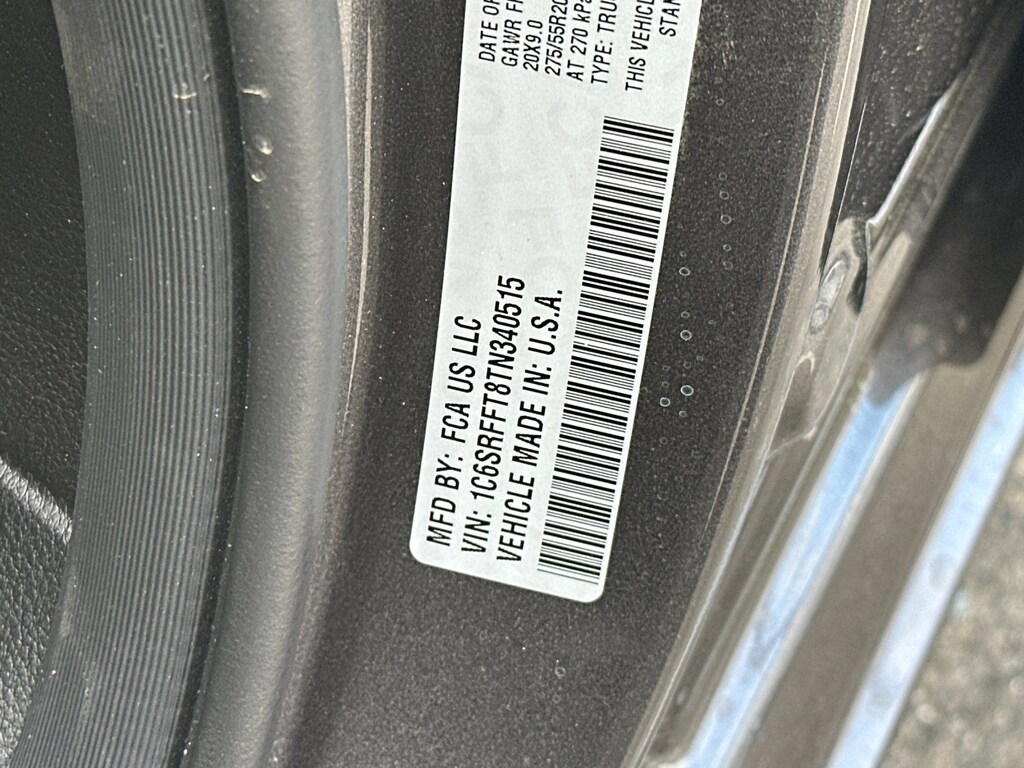 MFD BY: FCA US LLC
VIN: 1C6SRFFT8TN340515
VEHICLE MADE IN: U.S.A.
DATE OF
GAWR
20X9.0
275/55R20
AT 270 kPa
TYPE: TRU
THIS VEHICL
STAN